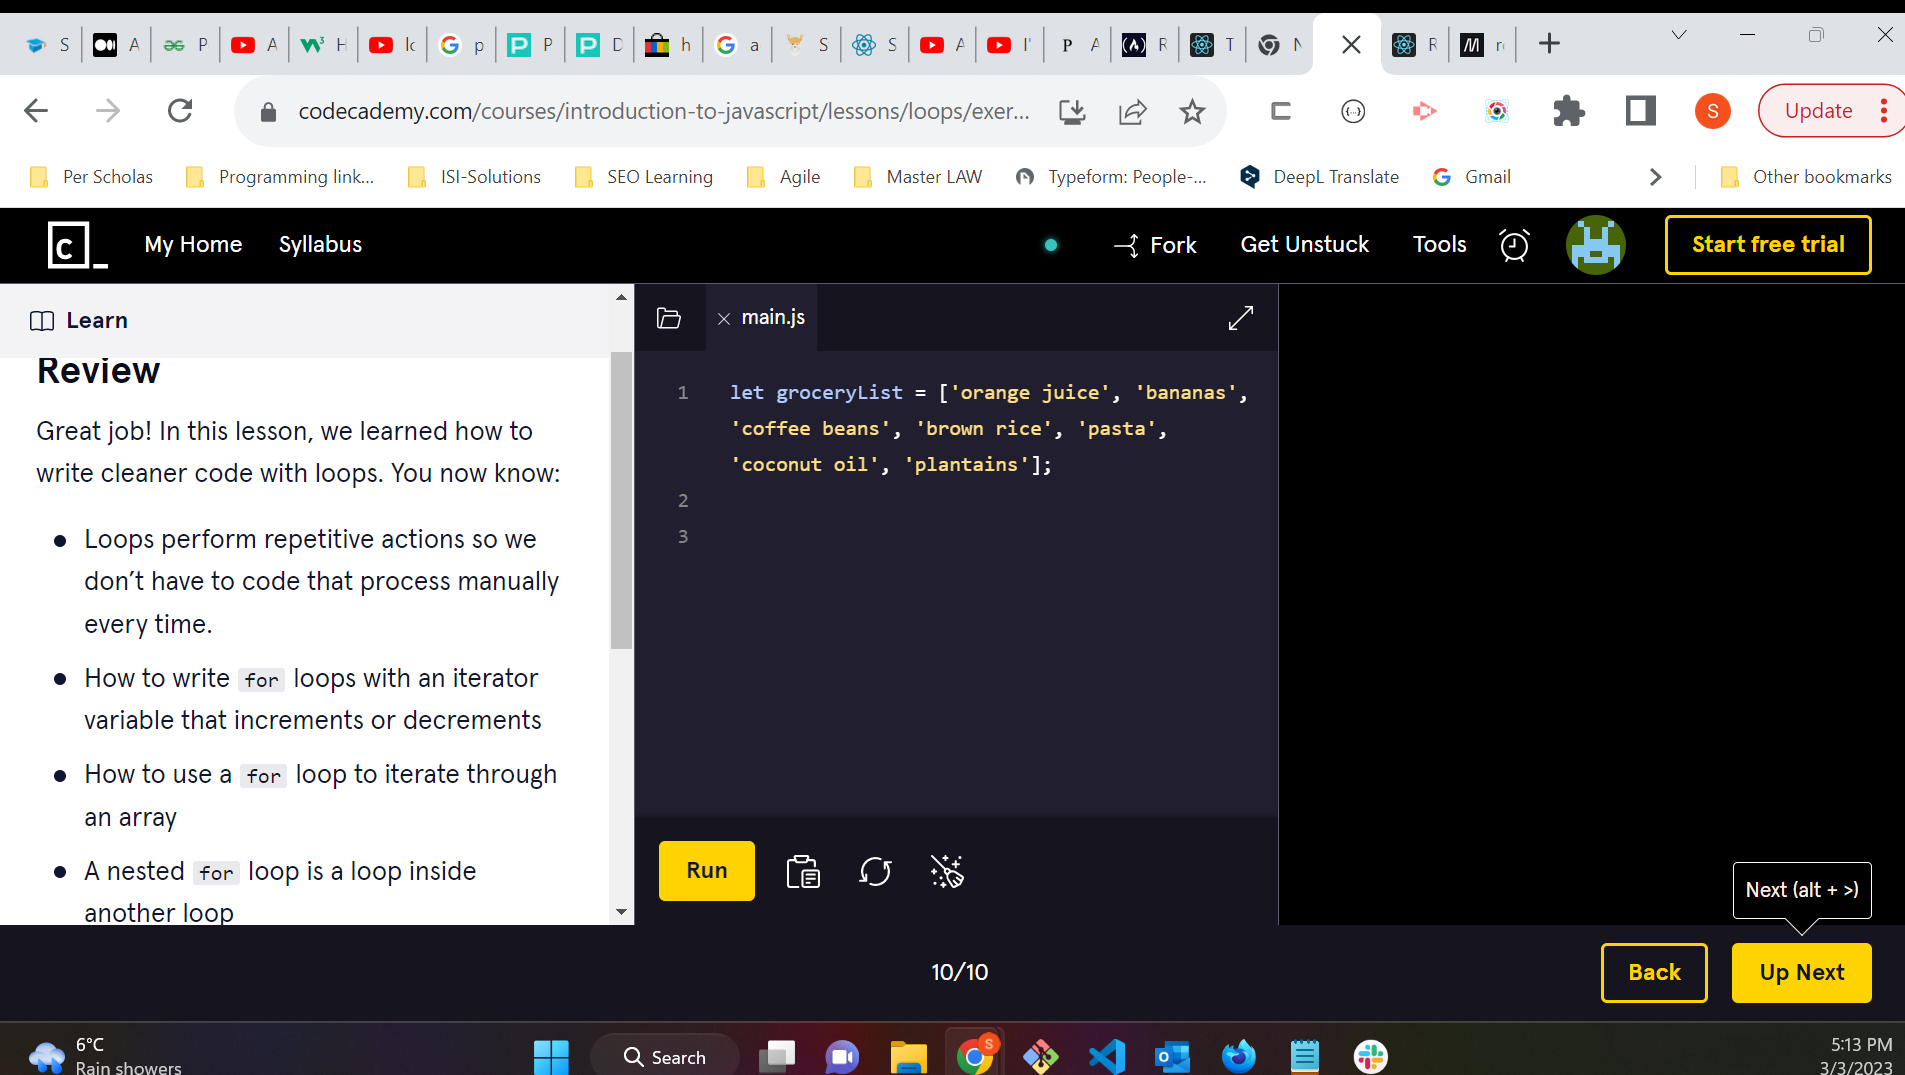 S A P A H lc p P D h a S S A I' A R T N R re
codecademy.com/courses/introduction-to-javascript/lessons/loops/exer... S Update
Per Scholas Programming link... ISI-Solutions SEO Learning Agile Master LAW Typeform: People-... DeepL Translate Gmail Other bookmarks
My Home Syllabus Fork Get Unstuck Tools Start free trial
Learn
Review
Great job! In this lesson, we learned how to
write cleaner code with loops. You now know:
Loops perform repetitive actions so we
don’t have to code that process manually
every time.
How to write for loops with an iterator
variable that increments or decrements
How to use a for loop to iterate through
an array
A nested for loop is a loop inside
another loop
main.js
1 let groceryList = ['orange juice', 'bananas',
'coffee beans', 'brown rice', 'pasta',
'coconut oil', 'plantains'];
2
3
Run
Next (alt + >)
10/10
Back
Up Next
6°C
Rain showers
Search
5:13 PM
3/3/2023